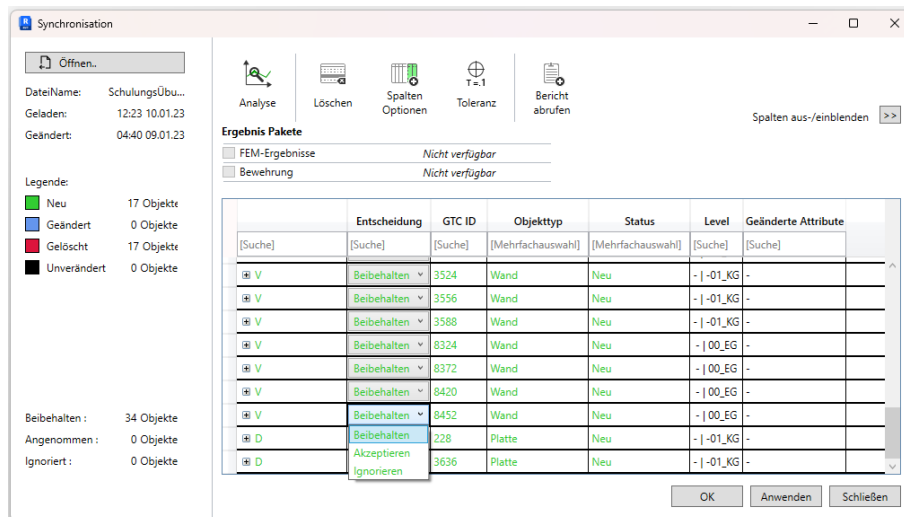 Synchronisation
Öffnen..
DateiName: SchulungsÜbu...
Geladen: 12:23 10.01.23
Geändert: 04:40 09.01.23
Legende:
Neu 17 Objekte
Geändert 0 Objekte
Gelöscht 17 Objekte
Unverändert 0 Objekte
Beibehalten : 34 Objekte
Angenommen : 0 Objekte
Ignoriert : 0 Objekte
Analyse
Löschen
Spalten
Optionen
T=.1
Toleranz
Bericht
abrufen
Spalten aus-/einblenden >>
Ergebnis Pakete
FEM-Ergebnisse Nicht verfügbar
Bewehrung Nicht verfügbar
Entscheidung GTC ID Objekttyp Status Level Geänderte Attribute
[Suche] [Suche] [Suche] [Mehrfachauswahl] [Mehrfachauswahl] [Suche] [Suche]
V Beibehalten 3524 Wand Neu - | -01_KG -
V Beibehalten 3556 Wand Neu - | -01_KG -
V Beibehalten 3588 Wand Neu - | -01_KG -
V Beibehalten 8324 Wand Neu - | 00_EG -
V Beibehalten 8372 Wand Neu - | 00_EG -
V Beibehalten 8420 Wand Neu - | 00_EG -
V Beibehalten 8452 Wand Neu - | 00_EG -
D 228 Platte Neu - | -01_KG -
D 3636 Platte Neu - | -01_KG -
Beibehalten
Akzeptieren
Ignorieren
OK Anwenden Schließen